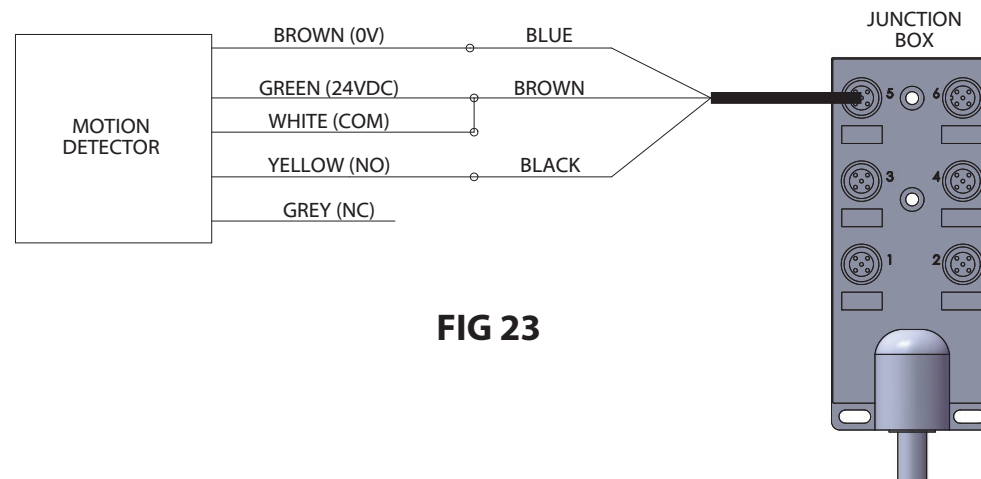 JUNCTION
BOX
BROWN (0V)
BLUE
GREEN (24VDC)
BROWN
WHITE (COM)
MOTION
DETECTOR
YELLOW (NO)
BLACK
GREY (NC)
5
6
3
4
1
2
FIG 23